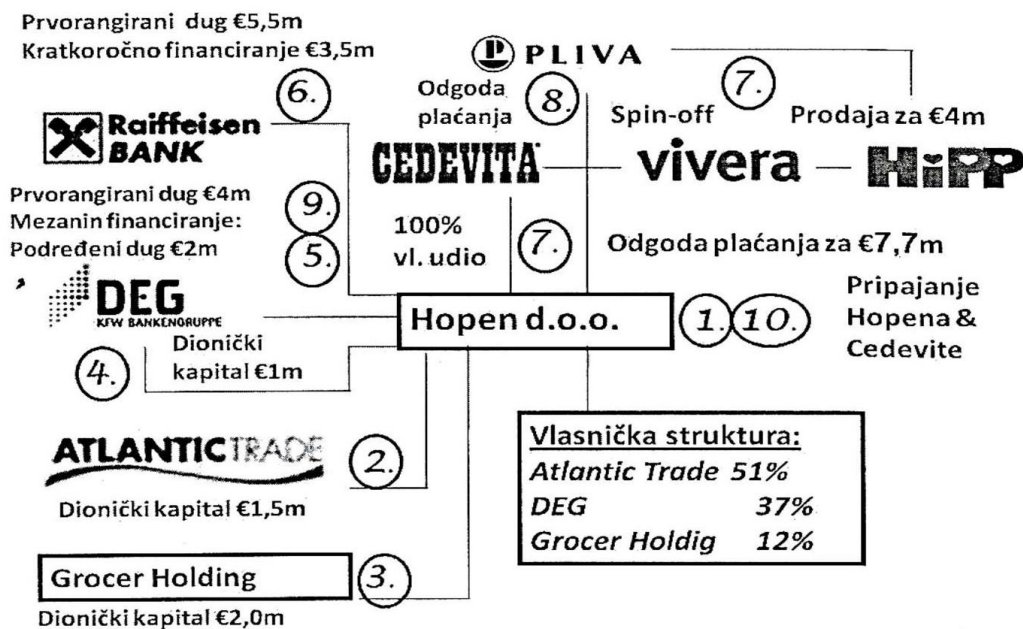 Prvorangirani dug €5,5m
Kratkoročno financiranje €3,5m
6.
Raiffeisen
BANK
PLIVA
Odgoda
plaćanja
8.
7.
Spin-off
Prodaja za €4m
CEDEVITA
vivera
HiPP
Prvorangirani dug €4m
Mezanin financiranje:
Podređeni dug €2m
9.
5.
100%
vl. udio
7.
Odgoda plaćanja za €7,7m
DEG
KFW BANKENGRUPPE
Hopen d.o.o.
1.
10.
Pripajanje
Hopena &
Cedevite
4.
Dionički
kapital €1m
ATLANTICTRADE
2.
Dionički kapital €1,5m
Vlasnička struktura:
Atlantic Trade 51%
DEG 37%
Grocer Holdig 12%
Grocer Holding
3.
Dionički kapital €2,0m